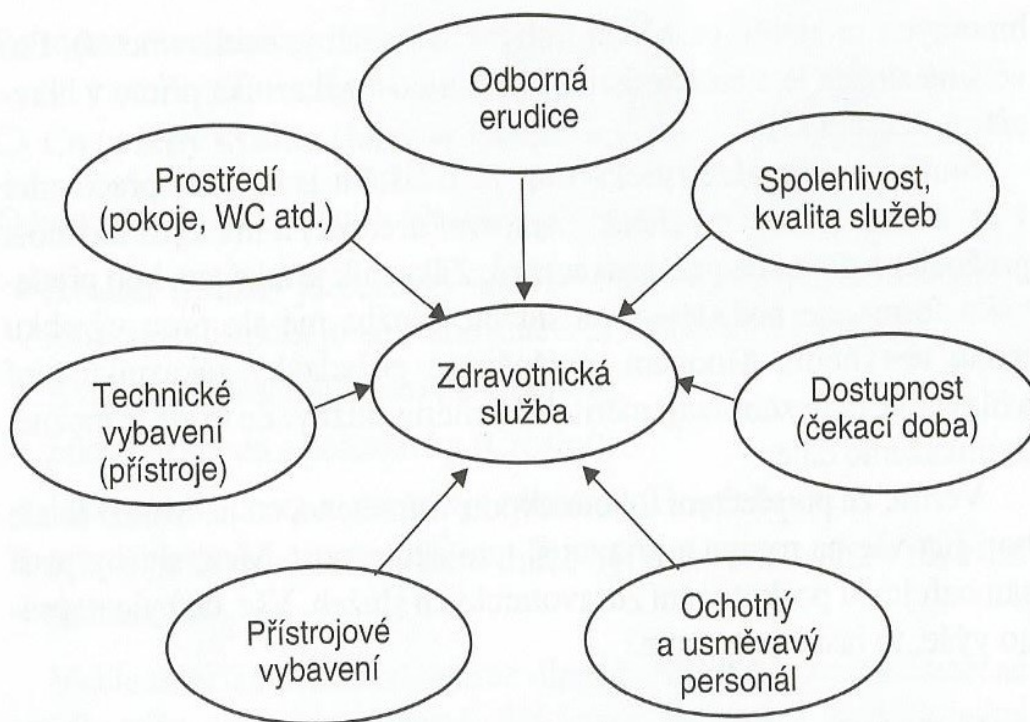 Odborná
erudice
Prostředí
(pokoje, WC atd.)
Spolehlivost,
kvalita služeb
Zdravotnická
služba
Technické
vybavení
(přístroje)
Dostupnost
(čekací doba)
Přístrojové
vybavení
Ochotný
a usměvavý
personál